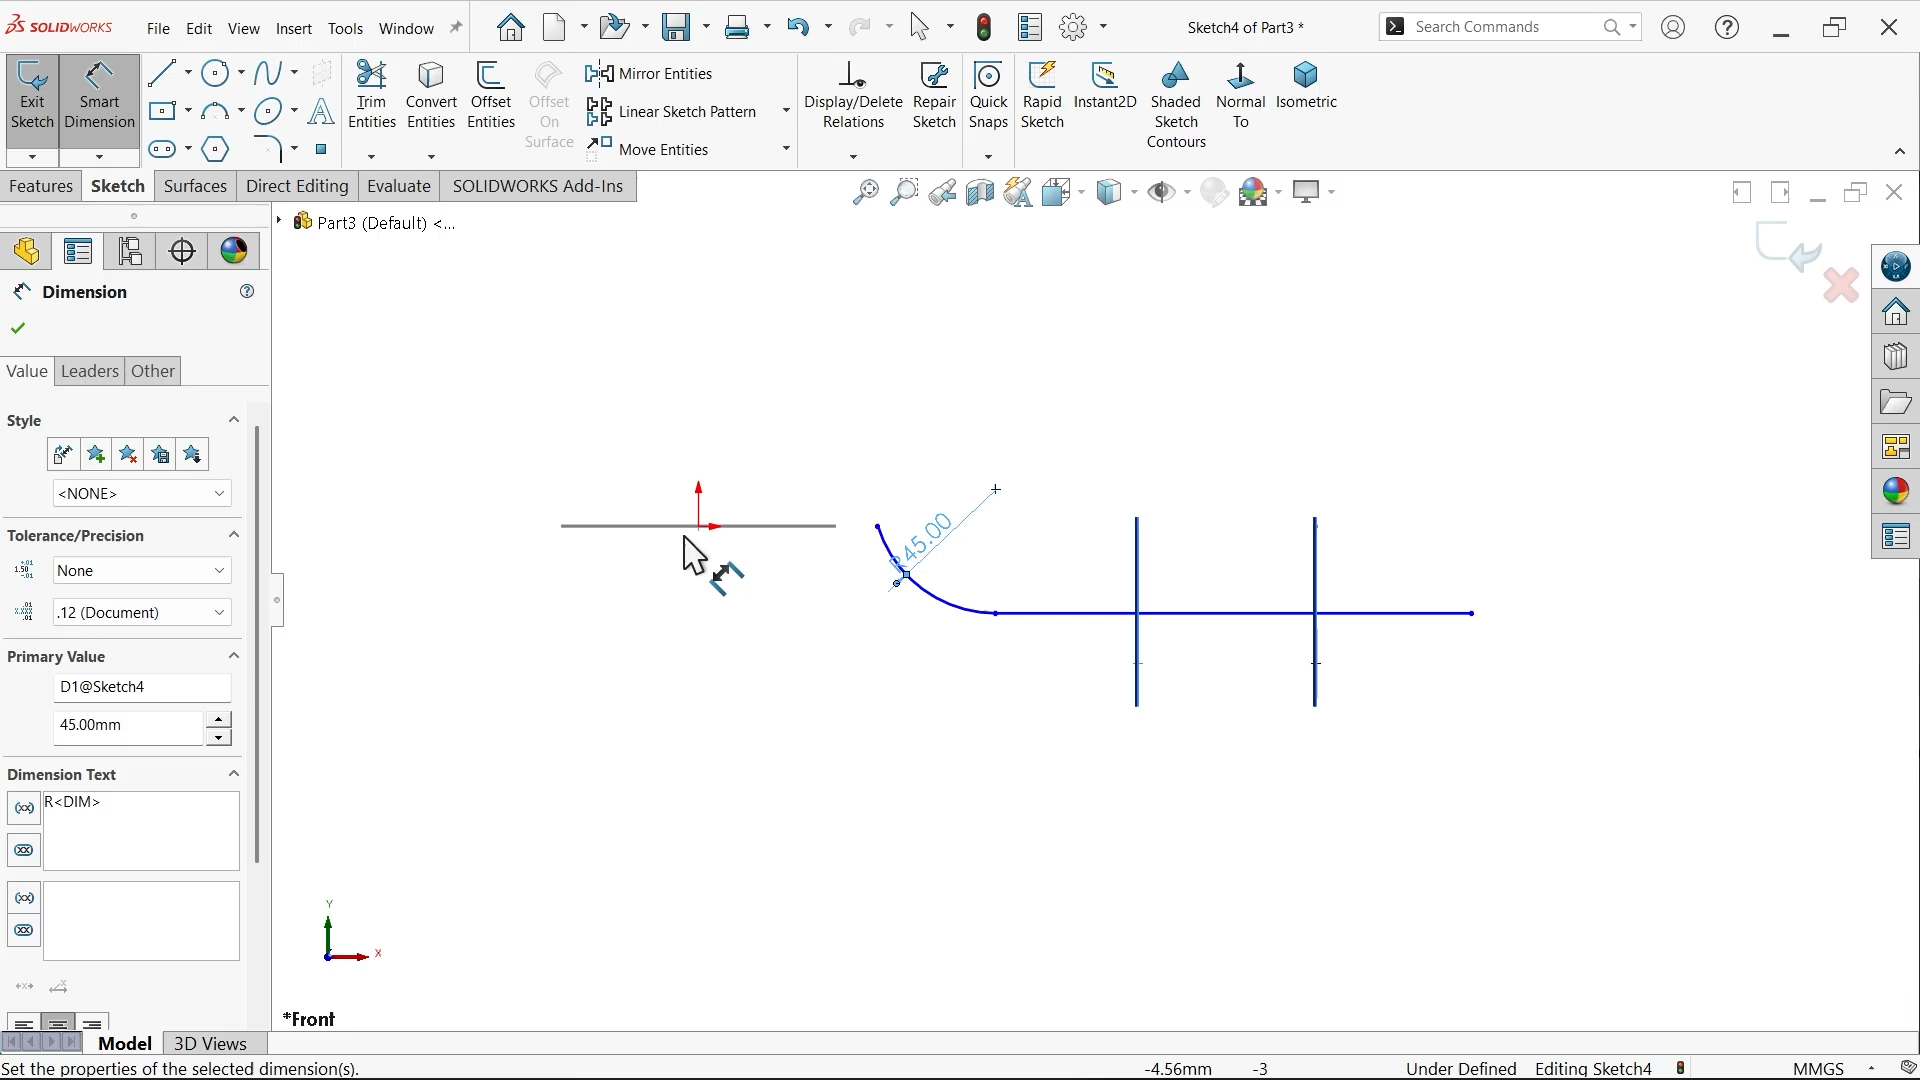 SOLIDWORKS
File Edit View Insert Tools Window
Sketch4 of Part3 *
Search Commands
Exit Sketch
Smart Dimension
Trim Entities
Convert Entities
Offset Entities
Offset On Surface
Mirror Entities
Linear Sketch Pattern
Move Entities
Display/Delete Relations
Repair Sketch
Quick Snaps
Rapid Sketch
Instant2D
Shaded Sketch Contours
Normal To
Isometric
Features Sketch Surfaces Direct Editing Evaluate SOLIDWORKS Add-Ins
Part3 (Default) <...
Dimension
Value Leaders Other
Style
<NONE>
Tolerance/Precision
None
.12 (Document)
Primary Value
D1@Sketch4
45.00mm
Dimension Text
R<DIM>
R45.00
Y
X
*Front
Model 3D Views
Set the properties of the selected dimension(s).
-4.56mm -3 Under Defined Editing Sketch4 MMGS